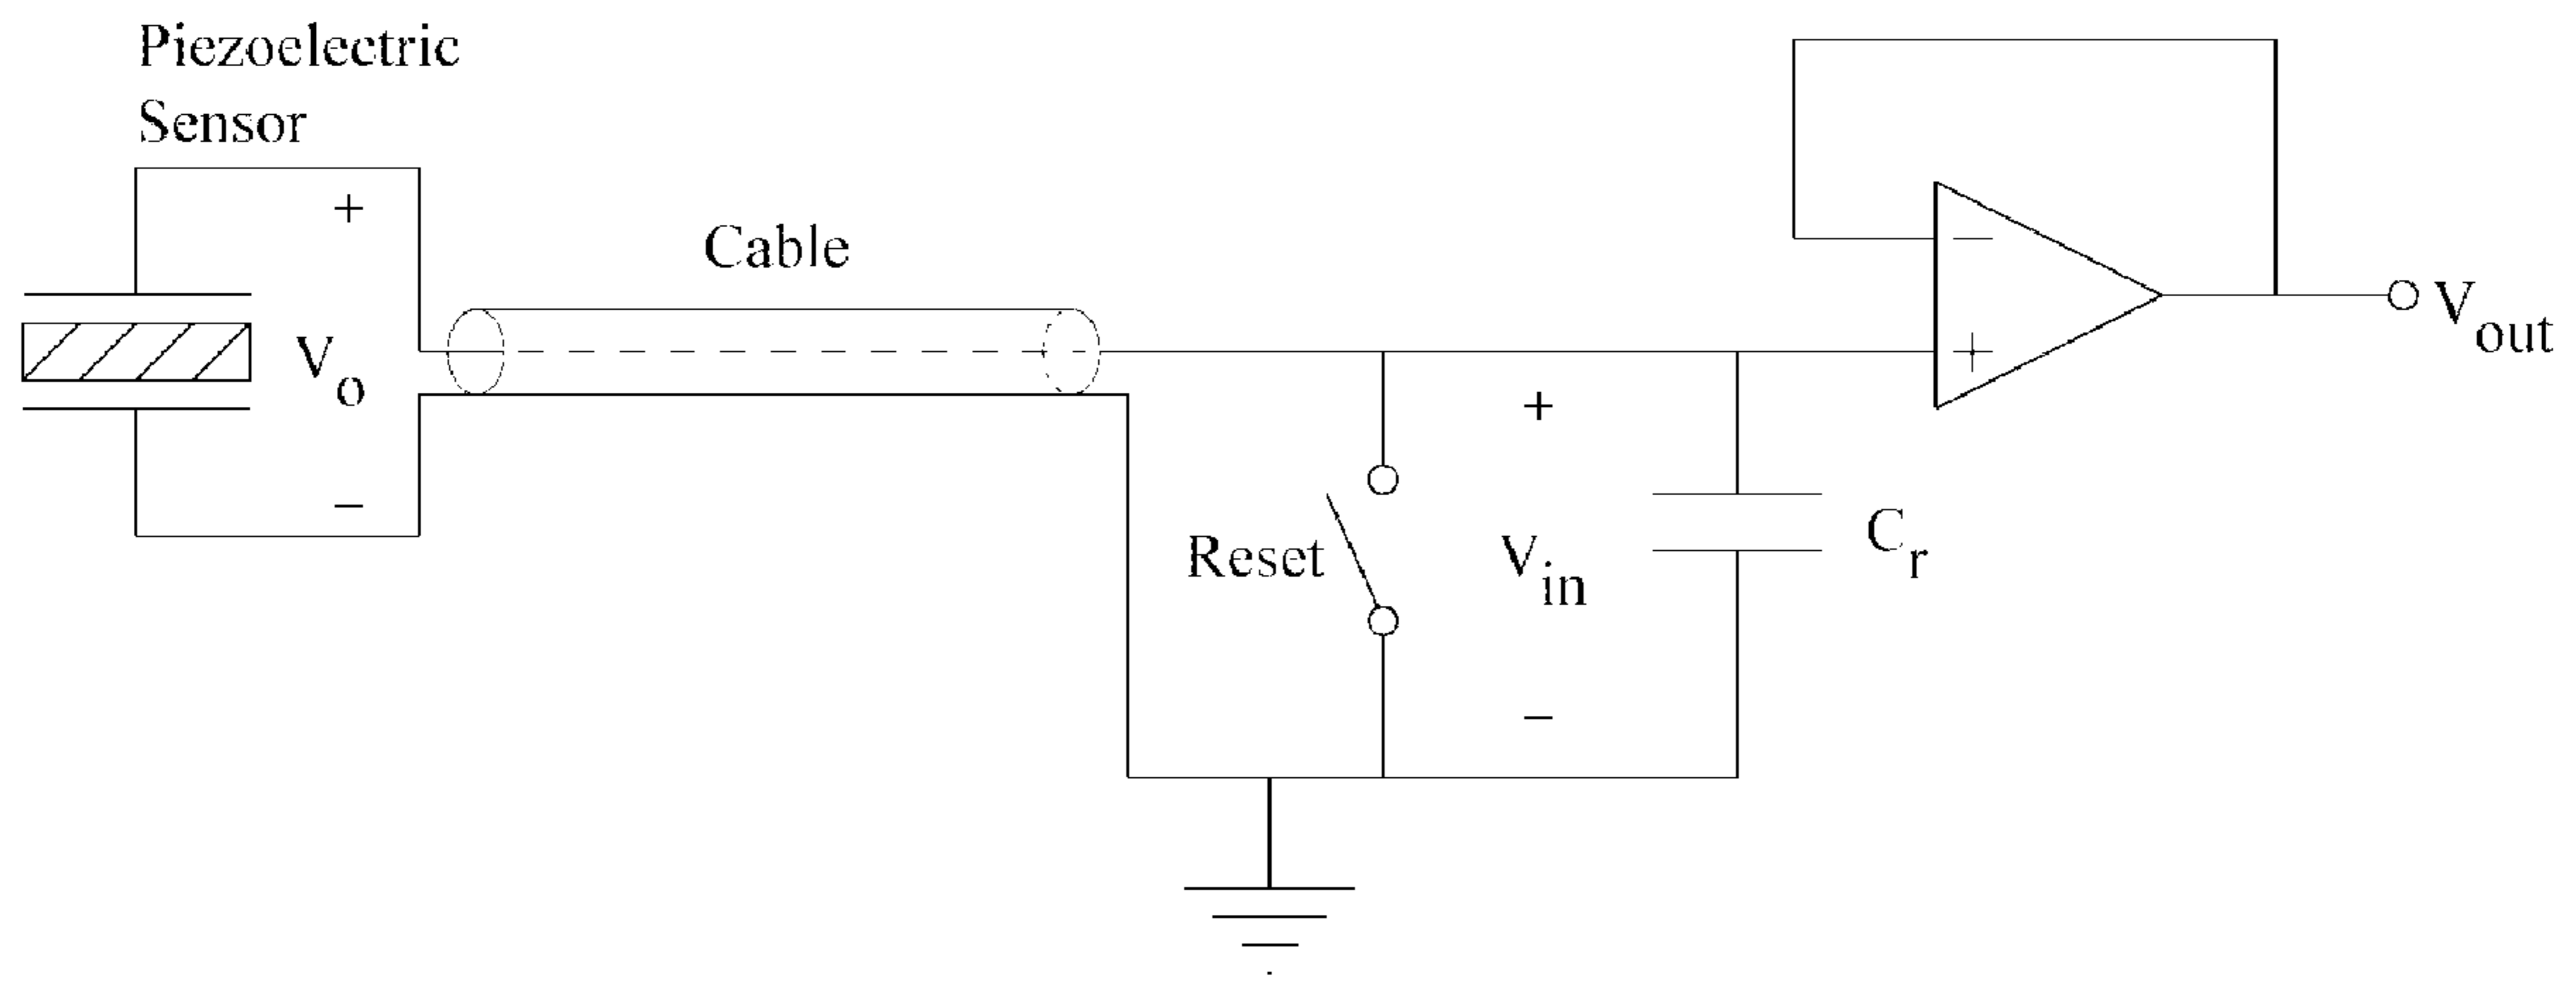 Piezoelectric
Sensor
+
Cable
V_o
−
Reset
+
V_in
−
C_r
−
+
V_out